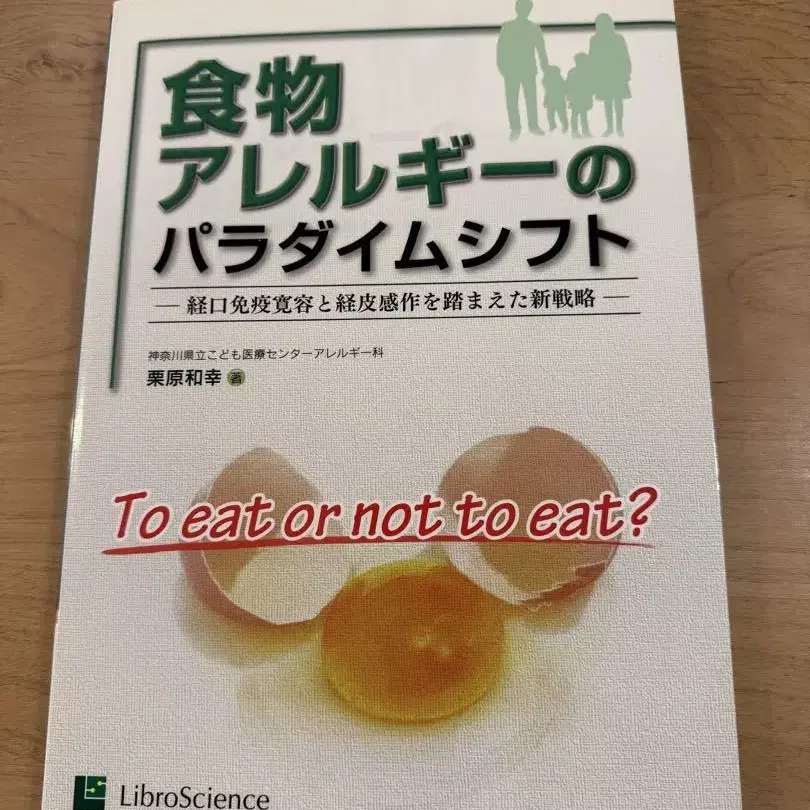 食物
アレルギーの
パラダイムシフト
― 経口免疫寛容と経皮感作を踏まえた新戦略 ―
神奈川県立こども医療センターアレルギー科
栗原和幸 著
To eat or not to eat?
LibroScience